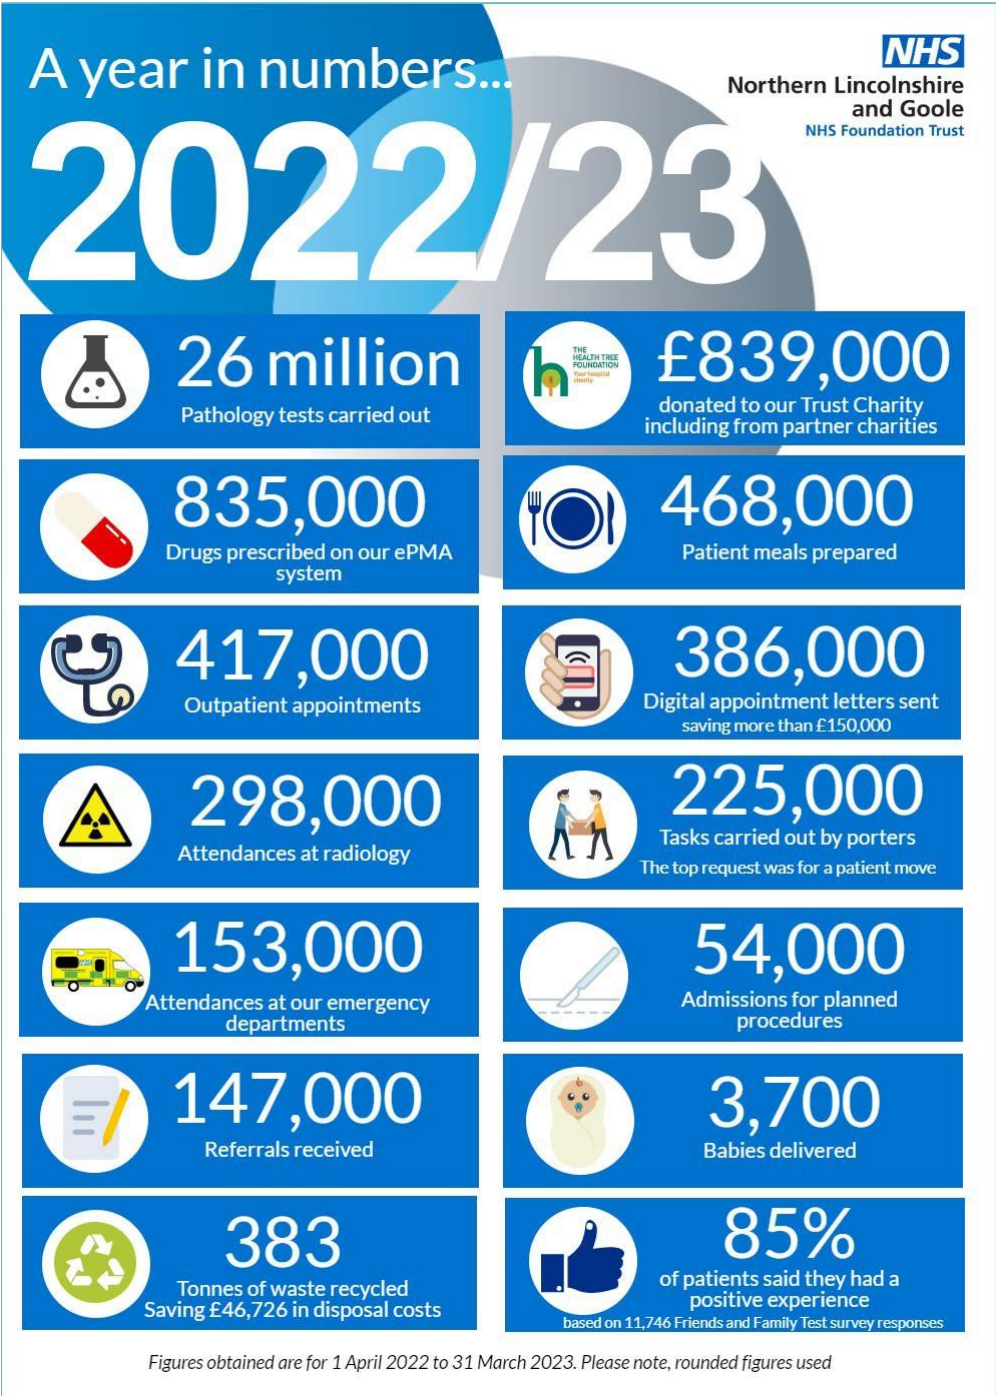 A year in numbers...
2022/23
NHS
Northern Lincolnshire
and Goole
NHS Foundation Trust
26 million
Pathology tests carried out
THE
HEALTH TREE
FOUNDATION
Your hospital
charity
£839,000
donated to our Trust Charity
including from partner charities
835,000
Drugs prescribed on our ePMA
system
468,000
Patient meals prepared
417,000
Outpatient appointments
386,000
Digital appointment letters sent
saving more than £150,000
298,000
Attendances at radiology
225,000
Tasks carried out by porters
The top request was for a patient move
153,000
Attendances at our emergency
departments
54,000
Admissions for planned
procedures
147,000
Referrals received
3,700
Babies delivered
383
Tonnes of waste recycled
Saving £46,726 in disposal costs
85%
of patients said they had a
positive experience
based on 11,746 Friends and Family Test survey responses
Figures obtained are for 1 April 2022 to 31 March 2023. Please note, rounded figures used